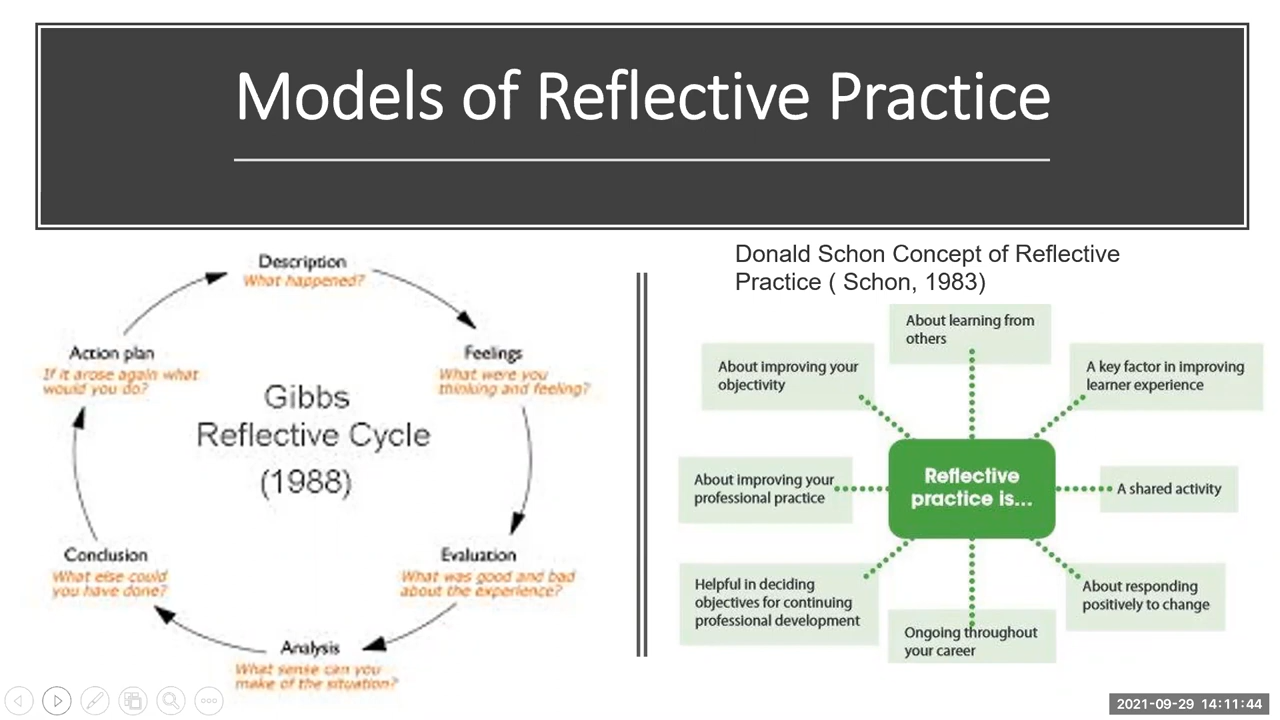 Models of Reflective Practice
Description
What happened?
Feelings
What were you
thinking and feeling?
Evaluation
What was good and bad
about the experience?
Analysis
What sense can you
make of the situation?
Conclusion
What else could
you have done?
Action plan
If it arose again what
would you do?
Gibbs
Reflective Cycle
(1988)
Donald Schon Concept of Reflective
Practice ( Schon, 1983)
About learning from
others
A key factor in improving
learner experience
A shared activity
About responding
positively to change
Ongoing throughout
your career
Helpful in deciding
objectives for continuing
professional development
About improving your
professional practice
About improving your
objectivity
Reflective
practice is...
2021-09-29 14:11:44